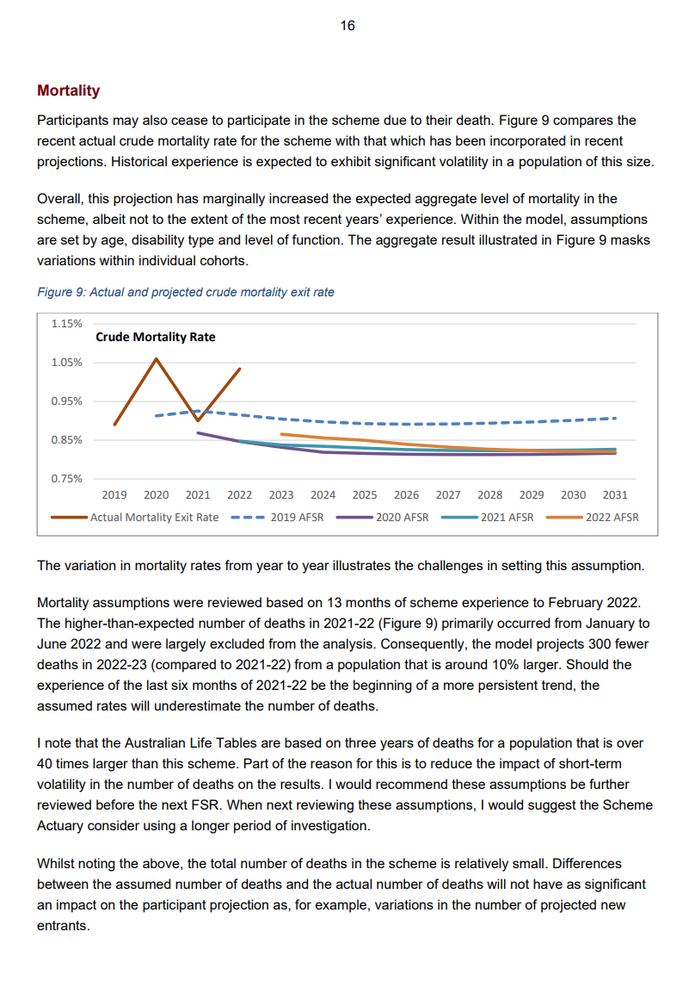 16
Mortality
Participants may also cease to participate in the scheme due to their death. Figure 9 compares the
recent actual crude mortality rate for the scheme with that which has been incorporated in recent
projections. Historical experience is expected to exhibit significant volatility in a population of this size.
Overall, this projection has marginally increased the expected aggregate level of mortality in the
scheme, albeit not to the extent of the most recent years’ experience. Within the model, assumptions
are set by age, disability type and level of function. The aggregate result illustrated in Figure 9 masks
variations within individual cohorts.
Figure 9: Actual and projected crude mortality exit rate
1.15%
Crude Mortality Rate
1.05%
0.95%
0.85%
0.75%
2019 2020 2021 2022 2023 2024 2025 2026 2027 2028 2029 2030 2031
Actual Mortality Exit Rate 2019 AFSR 2020 AFSR 2021 AFSR 2022 AFSR
The variation in mortality rates from year to year illustrates the challenges in setting this assumption.
Mortality assumptions were reviewed based on 13 months of scheme experience to February 2022.
The higher-than-expected number of deaths in 2021-22 (Figure 9) primarily occurred from January to
June 2022 and were largely excluded from the analysis. Consequently, the model projects 300 fewer
deaths in 2022-23 (compared to 2021-22) from a population that is around 10% larger. Should the
experience of the last six months of 2021-22 be the beginning of a more persistent trend, the
assumed rates will underestimate the number of deaths.
I note that the Australian Life Tables are based on three years of deaths for a population that is over
40 times larger than this scheme. Part of the reason for this is to reduce the impact of short-term
volatility in the number of deaths on the results. I would recommend these assumptions be further
reviewed before the next FSR. When next reviewing these assumptions, I would suggest the Scheme
Actuary consider using a longer period of investigation.
Whilst noting the above, the total number of deaths in the scheme is relatively small. Differences
between the assumed number of deaths and the actual number of deaths will not have as significant
an impact on the participant projection as, for example, variations in the number of projected new
entrants.